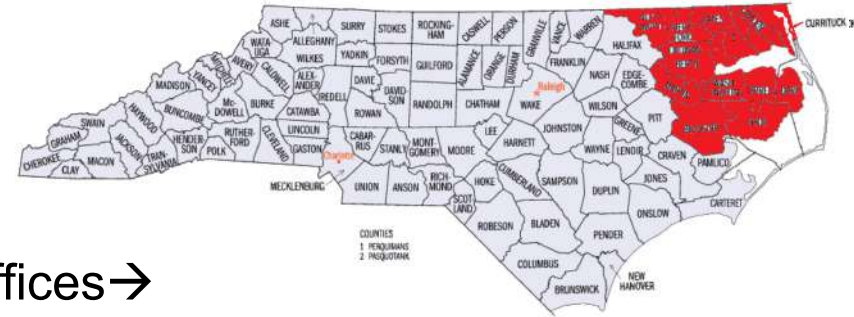 ASHE
SURRY
STOKES
ROCKING-
HAM
CASWELL
PERSON
GRANVILLE
VANCE
WARREN
CURRITUCK
WATA-
UGA
ALLEGHANY
WILKES
YADKIN
FORSYTH
GUILFORD
ALAMANCE
ORANGE
DURHAM
FRANKLIN
HALIFAX
MITCHELL
AVERY
CALDWELL
ALEX-
ANDER
DAVIE
DAVID-
SON
Raleigh
NASH
EDGE-
COMBE
MADISON
YANCEY
MC-
DOWELL
BURKE
CATAWBA
IREDELL
ROWAN
RANDOLPH
CHATHAM
WAKE
WILSON
PITT
SWAIN
HAYWOOD
BUNCOMBE
RUTHER-
FORD
CLEVELAND
LINCOLN
GASTON
CABAR-
RUS
STANLY
MONT-
GOMERY
MOORE
LEE
HARNETT
JOHNSTON
GREENE
GRAHAM
JACKSON
HENDER-
SON
POLK
Charlotte
WAYNE
LENOIR
CRAVEN
PAMLICO
CHEROKEE
CLAY
MACON
TRAN-
SYLVANIA
MECKLENBURG
UNION
ANSON
RICH-
MOND
HOKE
CUMBERLAND
SAMPSON
DUPLIN
JONES
SCOT-
LAND
ONSLOW
CARTERET
ROBESON
BLADEN
PENDER
COUNTIES
1 PERQUIMANS
2 PASQUOTANK
COLUMBUS
NEW
HANOVER
BRUNSWICK
ffices→